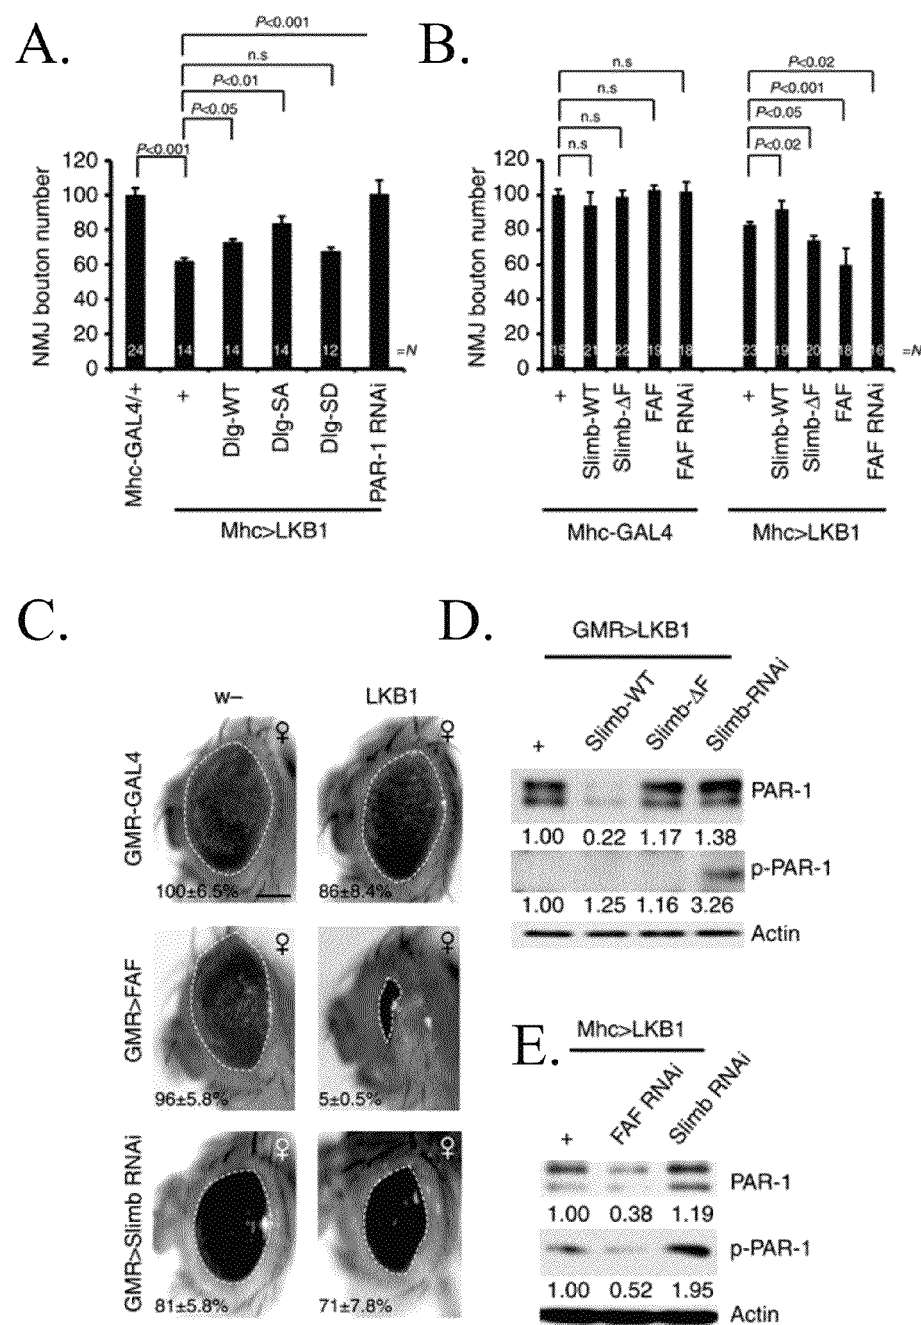 A.
P<0.001
n.s
P<0.01
P<0.05
P<0.001
NMJ bouton number
120
100
80
60
40
20
0
24 14 14 14 12 =N
Mhc-GAL4/+
+
Dlg-WT
Dlg-SA
Dlg-SD
PAR-1 RNAi
Mhc>LKB1
B.
n.s
n.s
n.s
n.s
P<0.02
P<0.001
P<0.05
P<0.02
NMJ bouton number
120
100
80
60
40
20
0
15 21 22 19 18 23 19 20 18 16 =N
+
Slimb-WT
Slimb-ΔF
FAF
FAF RNAi
+
Slimb-WT
Slimb-ΔF
FAF
FAF RNAi
Mhc-GAL4
Mhc>LKB1
C.
w– LKB1
GMR-GAL4
♀ ♀
100±6.5% 86±8.4%
GMR>FAF
♀ ♀
96±5.8% 5±0.5%
GMR>Slimb RNAi
♀ ♀
81±5.8% 71±7.8%
D.
GMR>LKB1
+
Slimb-WT
Slimb-ΔF
Slimb-RNAi
PAR-1
1.00 0.22 1.17 1.38
p-PAR-1
1.00 1.25 1.16 3.26
Actin
E.
Mhc>LKB1
+
FAF RNAi
Slimb RNAi
PAR-1
1.00 0.38 1.19
p-PAR-1
1.00 0.52 1.95
Actin